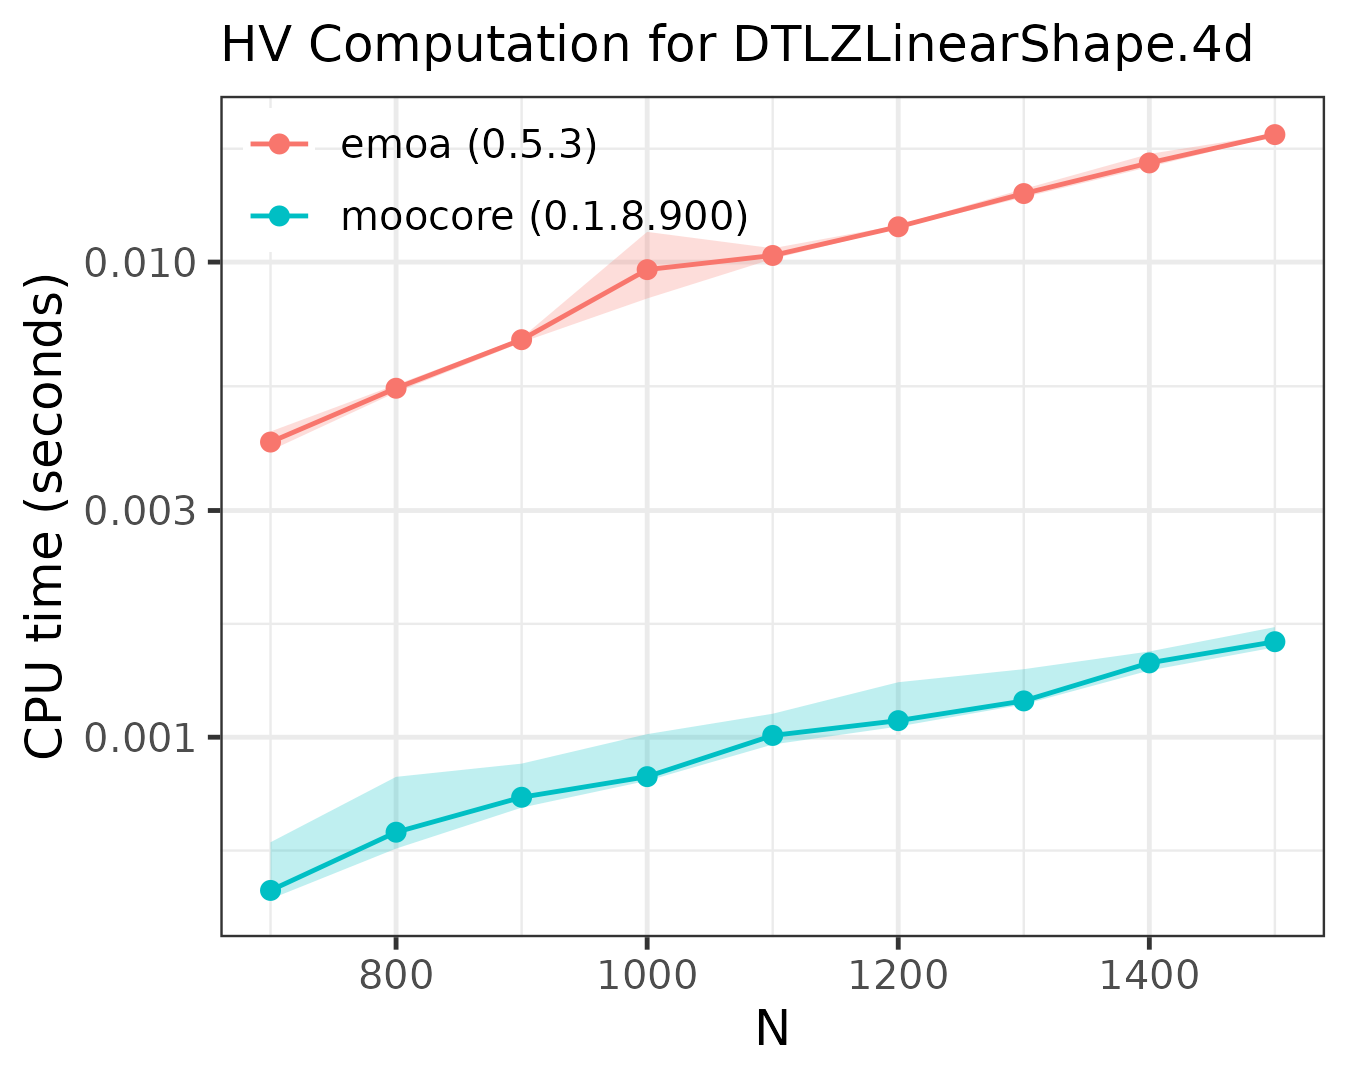 HV Computation for DTLZLinearShape.4d
emoa (0.5.3)
moocore (0.1.8.900)
CPU time (seconds)
0.010
0.003
0.001
800
1000
1200
1400
N